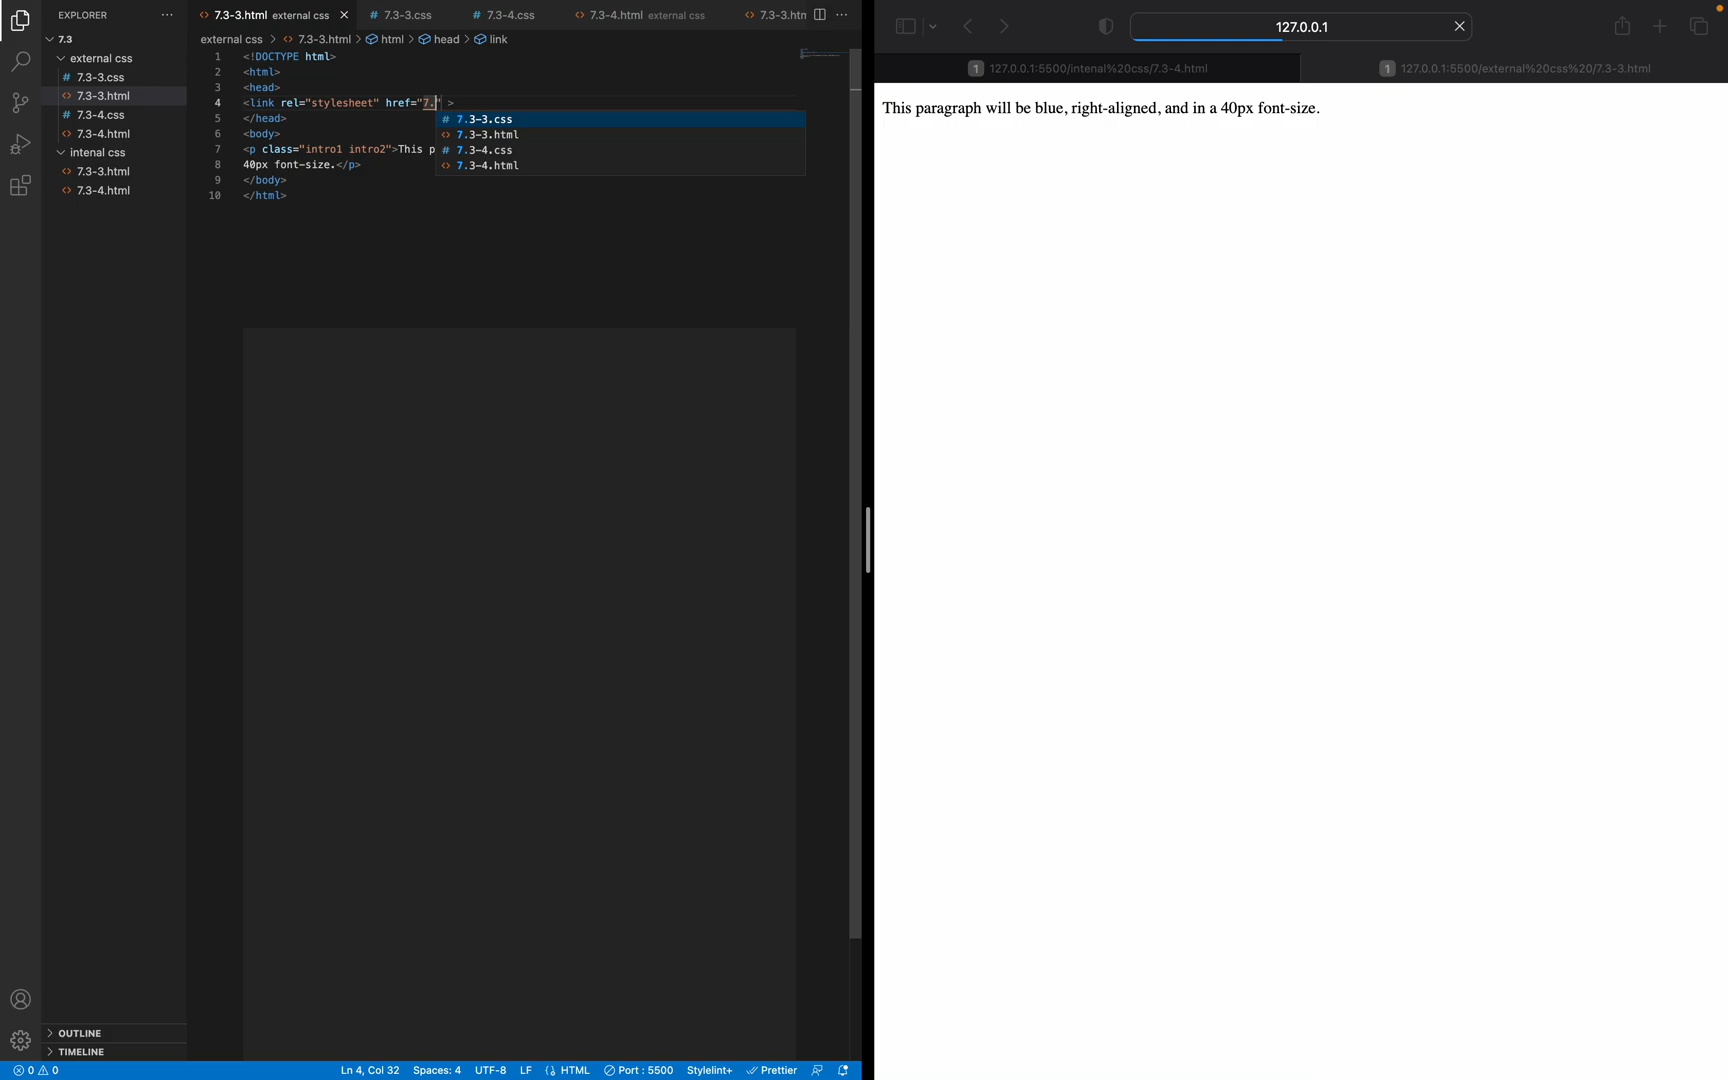 EXPLORER
7.3
external css
7.3-3.css
7.3-3.html
7.3-4.css
7.3-4.html
intenal css
7.3-3.html
7.3-4.html
OUTLINE
TIMELINE
7.3-3.html external css
7.3-3.css
7.3-4.css
7.3-4.html external css
7.3-3.htm
external css > 7.3-3.html > html > head > link
1 <!DOCTYPE html>
2 <html>
3 <head>
4 <link rel="stylesheet" href="7." >
5 </head>
6 <body>
7 <p class="intro1 intro2">This p
8 40px font-size.</p>
9 </body>
10 </html>
7.3-3.css
7.3-3.html
7.3-4.css
7.3-4.html
0 0 Ln 4, Col 32 Spaces: 4 UTF-8 LF HTML Port : 5500 Stylelint+ Prettier
127.0.0.1
1 127.0.0.1:5500/intenal%20css/7.3-4.html
1 127.0.0.1:5500/external%20css%20/7.3-3.html
This paragraph will be blue, right-aligned, and in a 40px font-size.